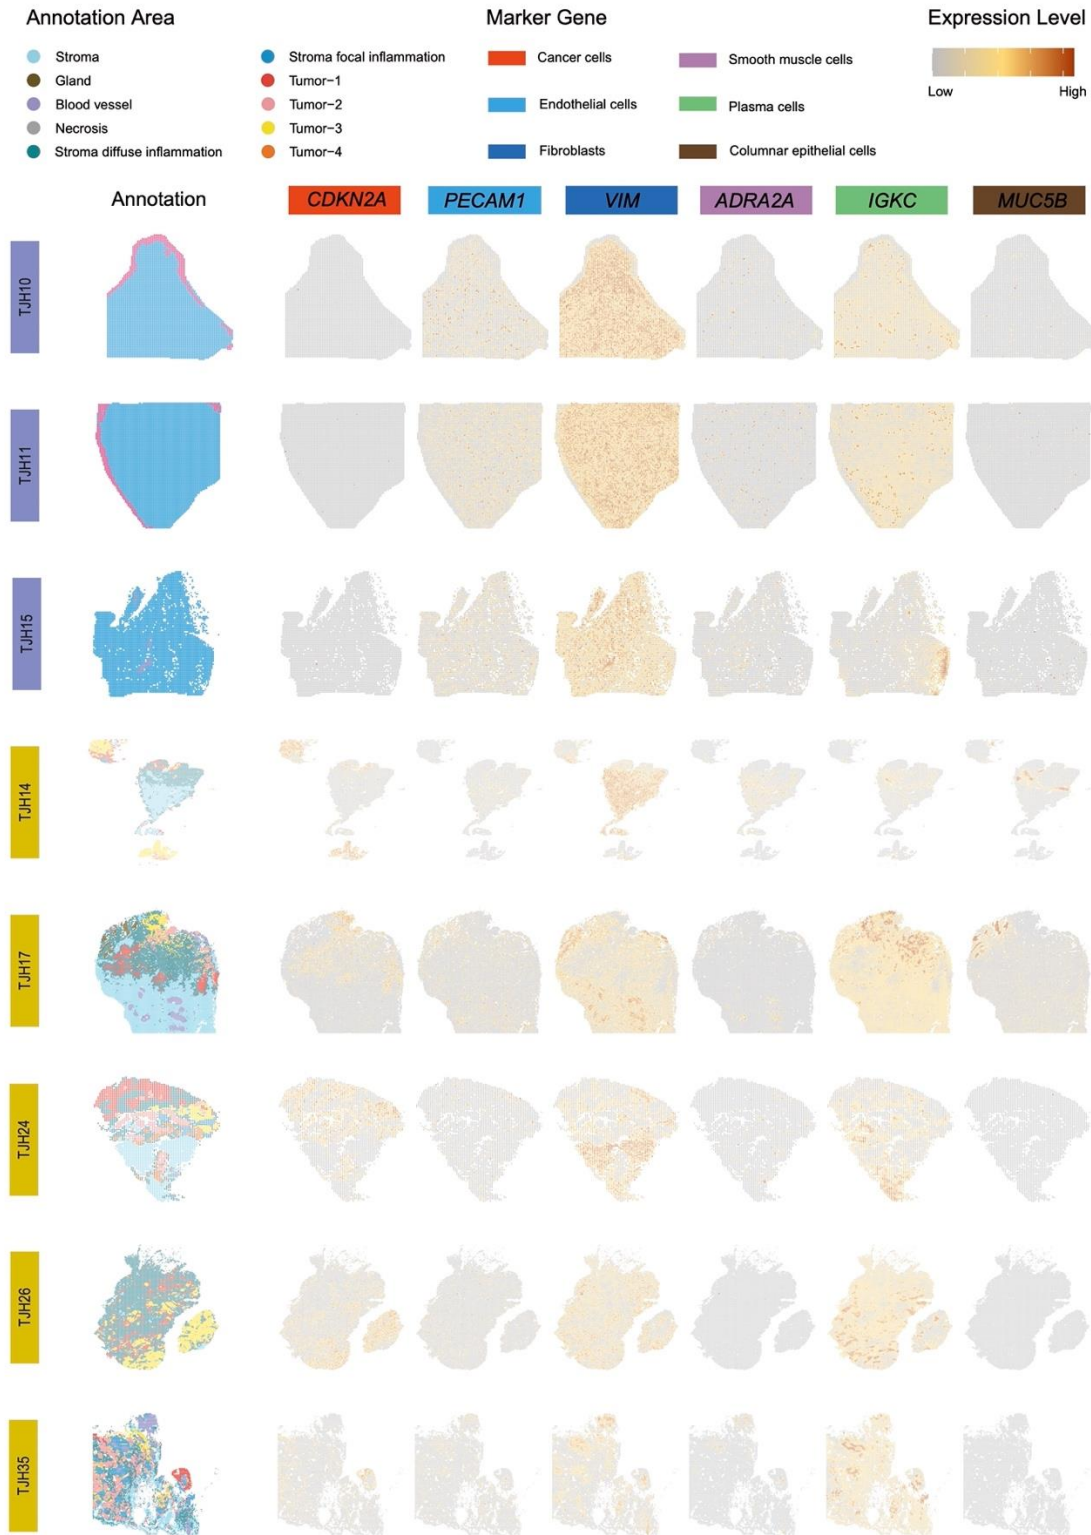 Annotation Area
Marker Gene
Expression Level
Stroma
Gland
Blood vessel
Necrosis
Stroma diffuse inflammation
Stroma focal inflammation
Tumor−1
Tumor−2
Tumor−3
Tumor−4
Cancer cells
Endothelial cells
Fibroblasts
Smooth muscle cells
Plasma cells
Columnar epithelial cells
Low High
Annotation CDKN2A PECAM1 VIM ADRA2A IGKC MUC5B
TJH10
TJH11
TJH15
TJH14
TJH17
TJH24
TJH26
TJH35